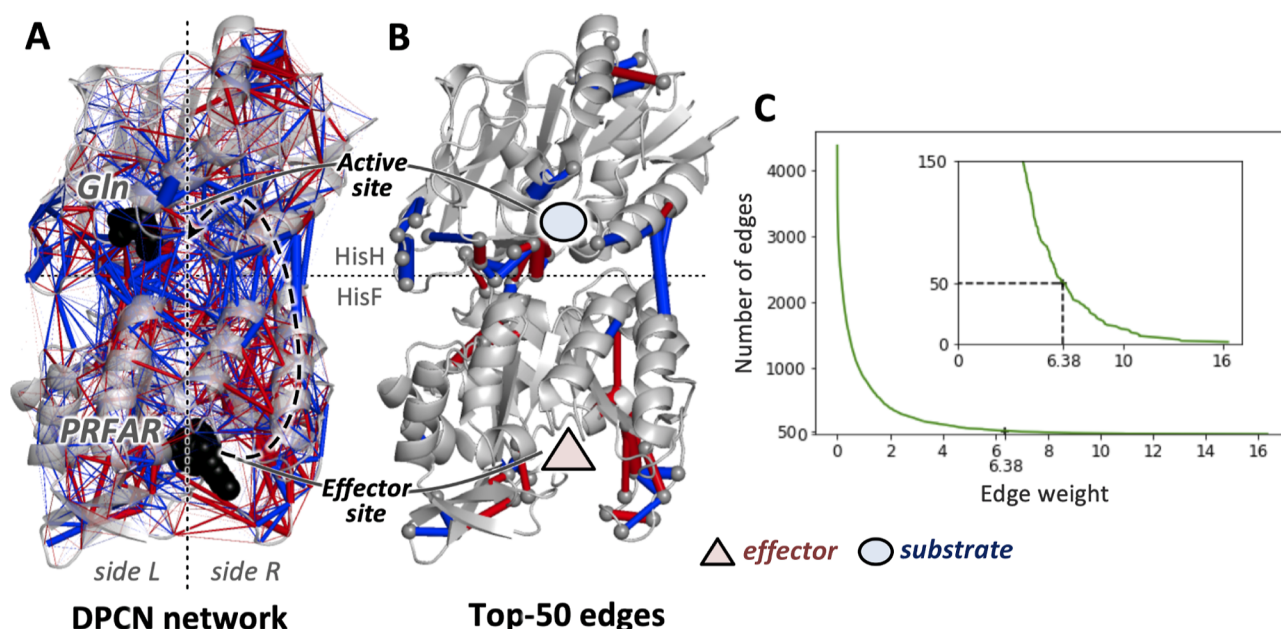 A
B
C
Gln
Active
site
HisH
HisF
PRFAR
Effector
site
side L
side R
DPCN network
Top-50 edges
effector
substrate
Number of edges
4000
3000
2000
1000
500
0
2
4
6
8
10
12
14
16
6.38
Edge weight
150
50
0
0
6.38
10
16